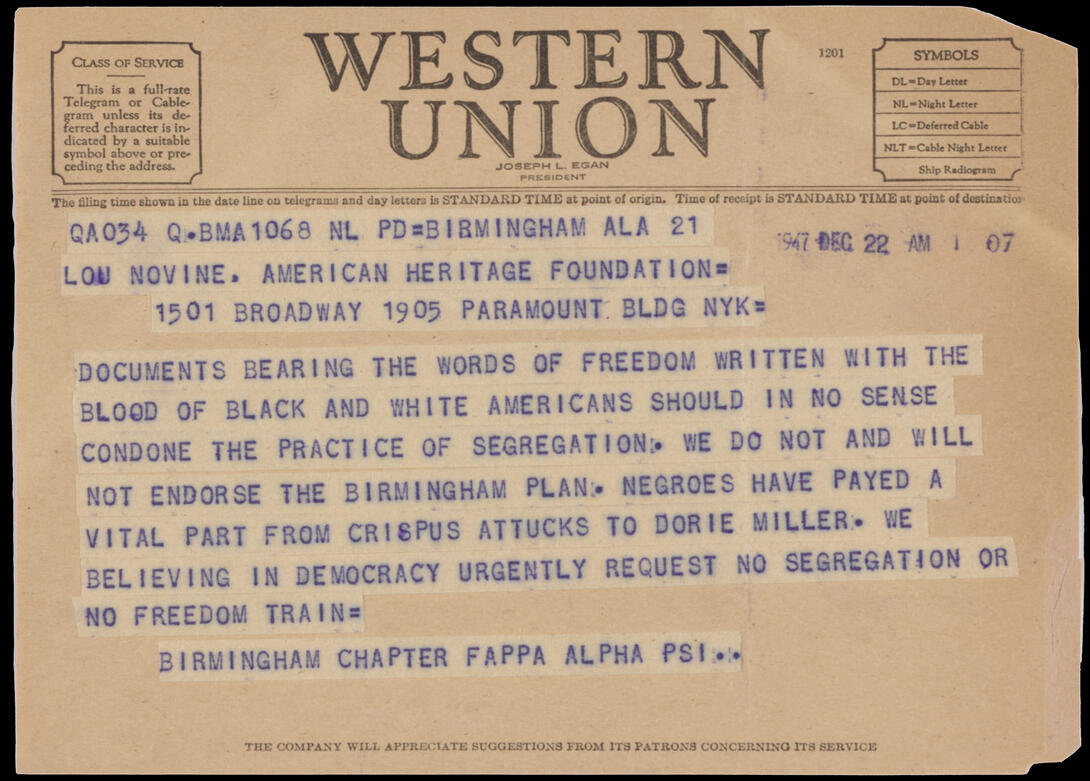 CLASS OF SERVICE
This is a full-rate
Telegram or Cable-
gram unless its de-
ferred character is in-
dicated by a suitable
symbol above or pre-
ceding the address.
WESTERN
UNION
JOSEPH L. EGAN
PRESIDENT
1201
SYMBOLS
DL=Day Letter
NL=Night Letter
LC=Deferred Cable
NLT=Cable Night Letter
Ship Radiogram
The filing time shown in the date line on telegrams and day letters is STANDARD TIME at point of origin. Time of receipt is STANDARD TIME at point of destination
QA034 Q.BMA1068 NL PD=BIRMINGHAM ALA 21
1947 DEC 22 AM 1 07
LOU NOVINE. AMERICAN HERITAGE FOUNDATION=
1501 BROADWAY 1905 PARAMOUNT BLDG NYK=
DOCUMENTS BEARING THE WORDS OF FREEDOM WRITTEN WITH THE
BLOOD OF BLACK AND WHITE AMERICANS SHOULD IN NO SENSE
CONDONE THE PRACTICE OF SEGREGATION. WE DO NOT AND WILL
NOT ENDORSE THE BIRMINGHAM PLAN. NEGROES HAVE PAYED A
VITAL PART FROM CRISPUS ATTUCKS TO DORIE MILLER. WE
BELIEVING IN DEMOCRACY URGENTLY REQUEST NO SEGREGATION OR
NO FREEDOM TRAIN=
BIRMINGHAM CHAPTER FAPPA ALPHA PSI..
THE COMPANY WILL APPRECIATE SUGGESTIONS FROM ITS PATRONS CONCERNING ITS SERVICE